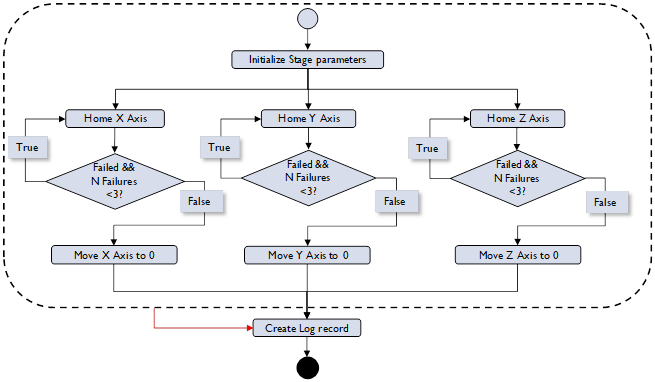 Initialize Stage parameters
Home X Axis
Home Y Axis
Home Z Axis
True
True
True
Failed &&
N Failures
<3?
Failed &&
N Failures
<3?
Failed &&
N Failures
<3?
False
False
False
Move X Axis to 0
Move Y Axis to 0
Move Z Axis to 0
Create Log record